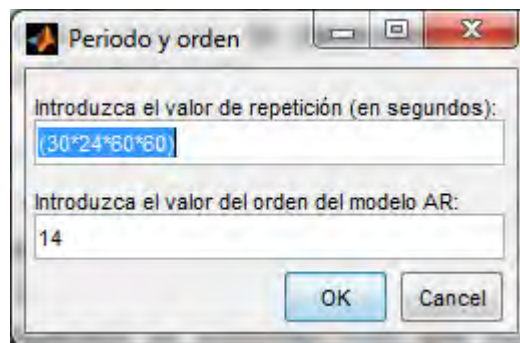 Periodo y orden
Introduzca el valor de repetición (en segundos):
(30*24*60*60)
Introduzca el valor del orden del modelo AR:
14
OK Cancel